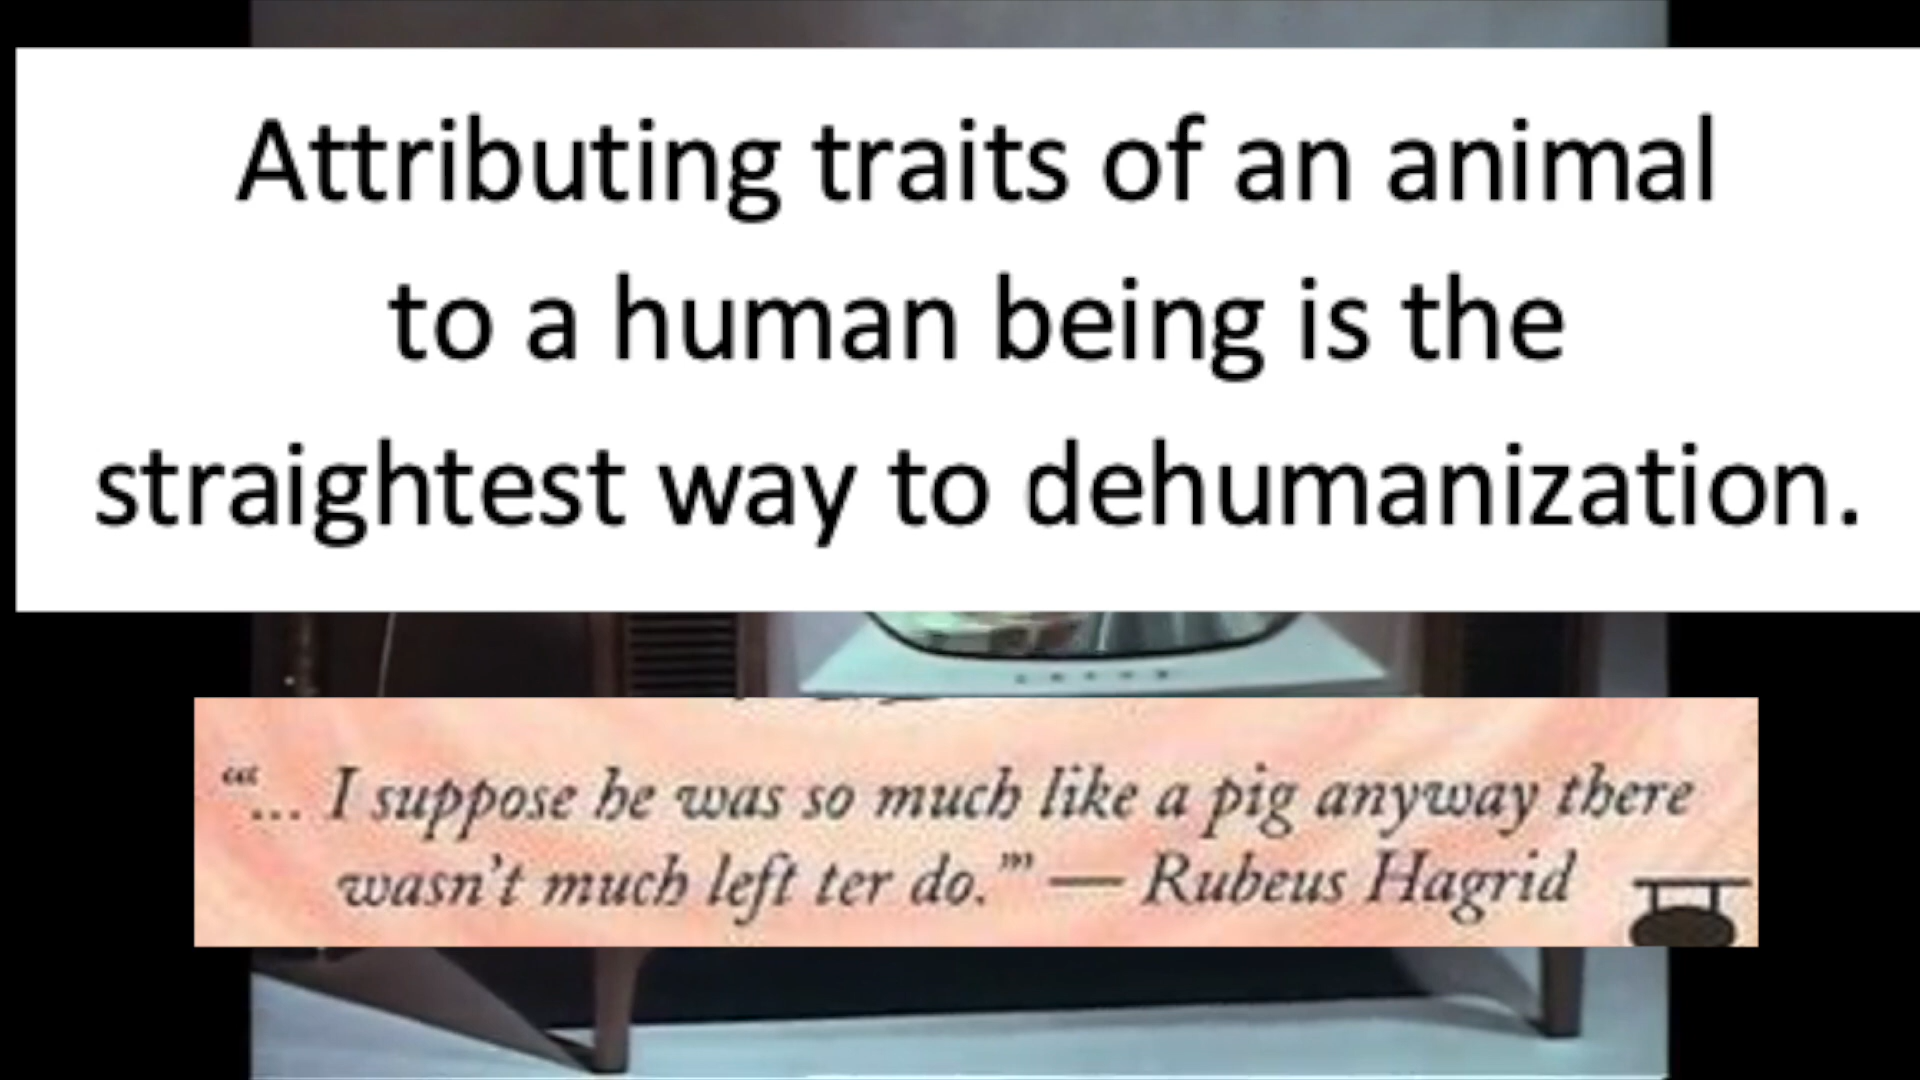 Attributing traits of an animal
to a human being is the
straightest way to dehumanization.
“‘... I suppose he was so much like a pig anyway there
wasn’t much left ter do.’” — Rubeus Hagrid